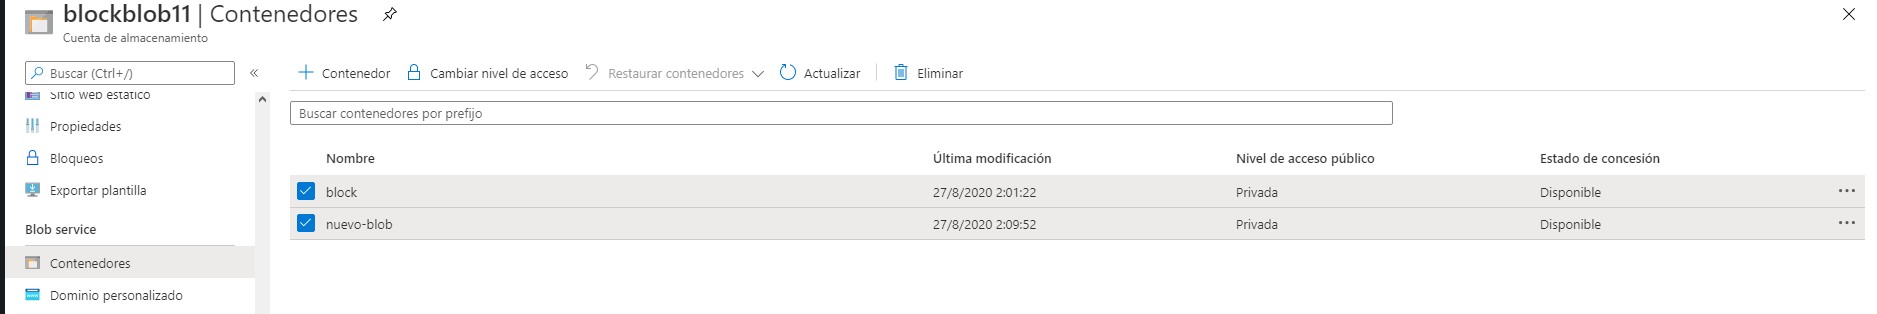 blockblob11 | Contenedores
Cuenta de almacenamiento
Buscar (Ctrl+/)
«
Sitio web estático
Propiedades
Bloqueos
Exportar plantilla
Blob service
Contenedores
Dominio personalizado
+ Contenedor Cambiar nivel de acceso Restaurar contenedores Actualizar Eliminar
Buscar contenedores por prefijo
Nombre Última modificación Nivel de acceso público Estado de concesión
block 27/8/2020 2:01:22 Privada Disponible ...
nuevo-blob 27/8/2020 2:09:52 Privada Disponible ...